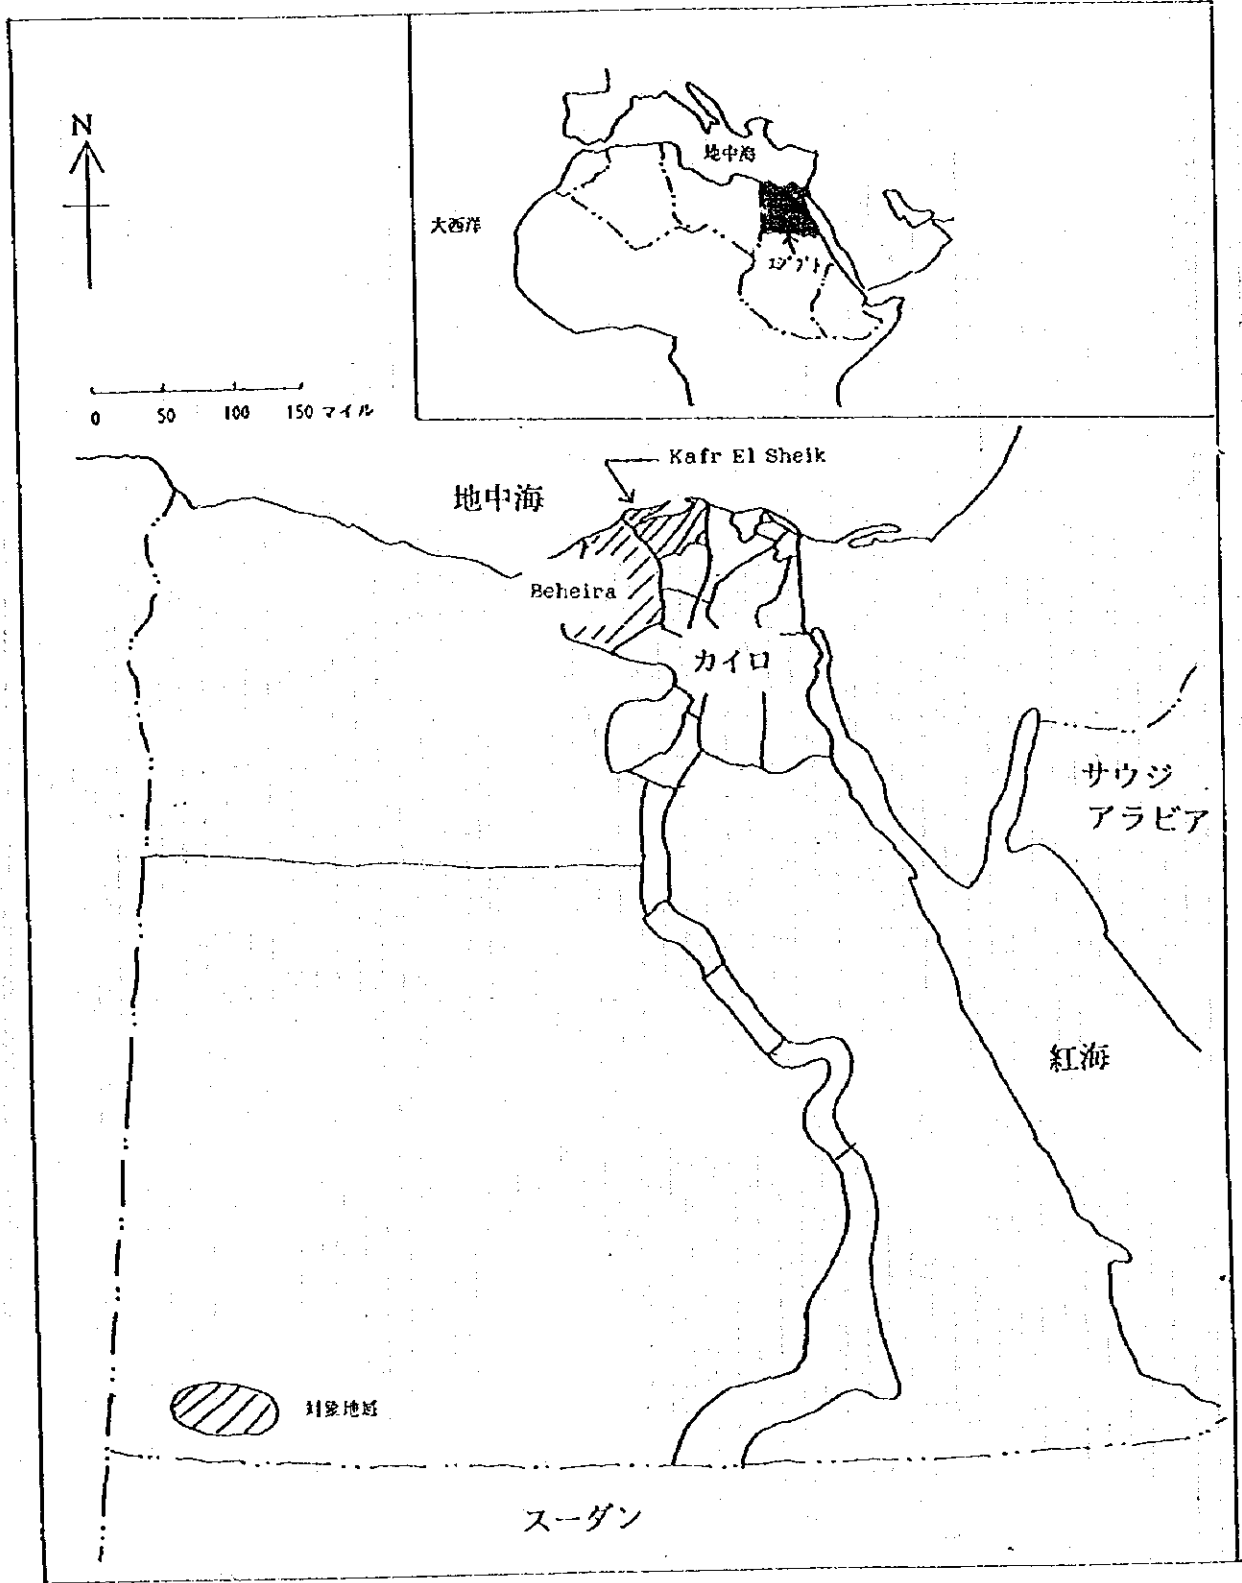 N
地中海
大西洋
エジプト
0 50 100 150 マイル
Kafr El Sheik
地中海
Beheira
カイロ
サウジ
アラビア
紅海
対象地域
スーダン